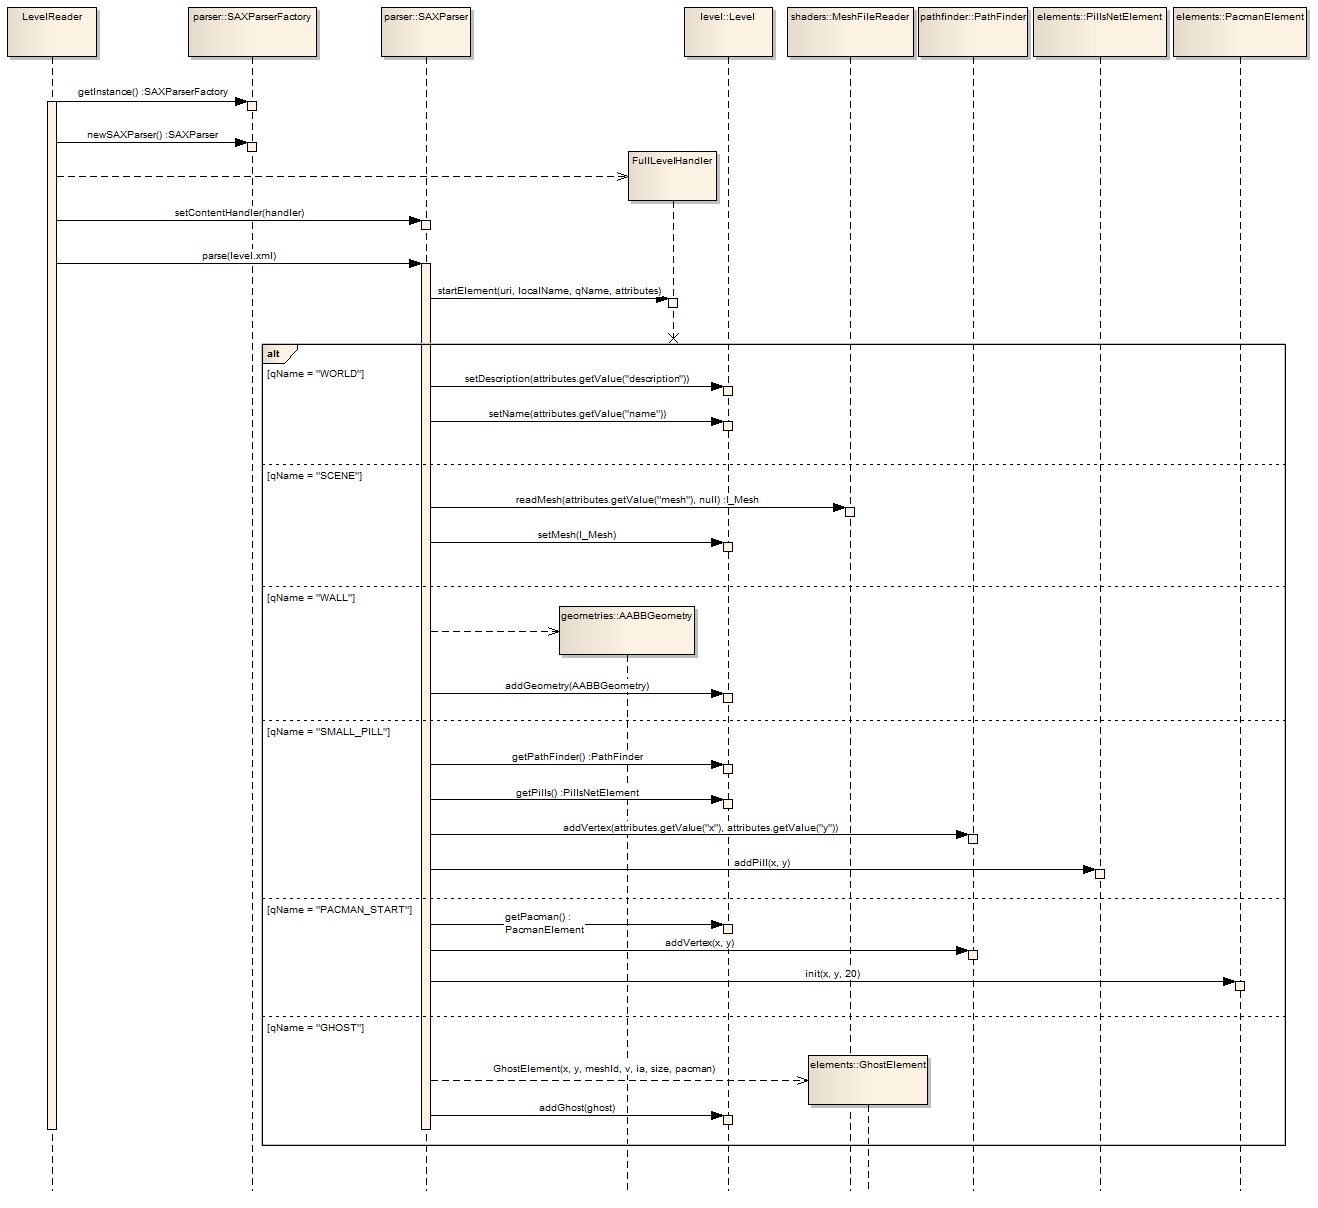 LevelReader
parser::SAXParserFactory
parser::SAXParser
level::Level
shaders::MeshFileReader
pathfinder::PathFinder
elements::PillsNetElement
elements::PacmanElement
getInstance() :SAXParserFactory
newSAXParser() :SAXParser
FullLevelHandler
setContentHandler(handler)
parse(level.xml)
startElement(uri, localName, qName, attributes)
alt
[qName = "WORLD"]
setDescription(attributes.getValue("description"))
setName(attributes.getValue("name"))
[qName = "SCENE"]
readMesh(attributes.getValue("mesh"), null) :I_Mesh
setMesh(I_Mesh)
[qName = "WALL"]
geometries::AABBGeometry
addGeometry(AABBGeometry)
[qName = "SMALL_PILL"]
getPathFinder() :PathFinder
getPills() :PillsNetElement
addVertex(attributes.getValue("x"), attributes.getValue("y"))
addPill(x, y)
[qName = "PACMAN_START"]
getPacman() :
PacmanElement
addVertex(x, y)
init(x, y, 20)
[qName = "GHOST"]
elements::GhostElement
GhostElement(x, y, meshId, v, ia, size, pacman)
addGhost(ghost)